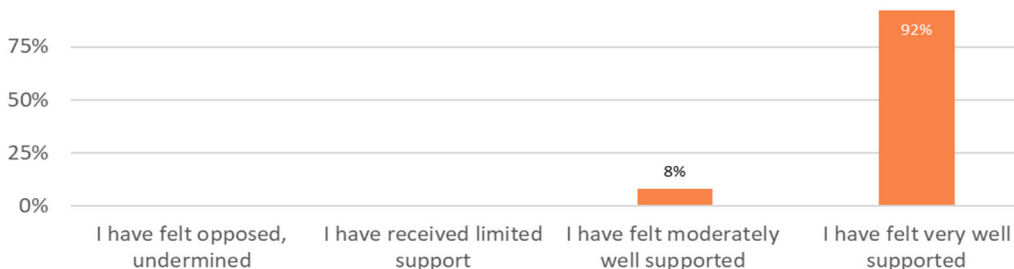 92%
75%
50%
25%
8%
0%
I have felt opposed,
undermined
I have received limited
support
I have felt moderately
well supported
I have felt very well
supported